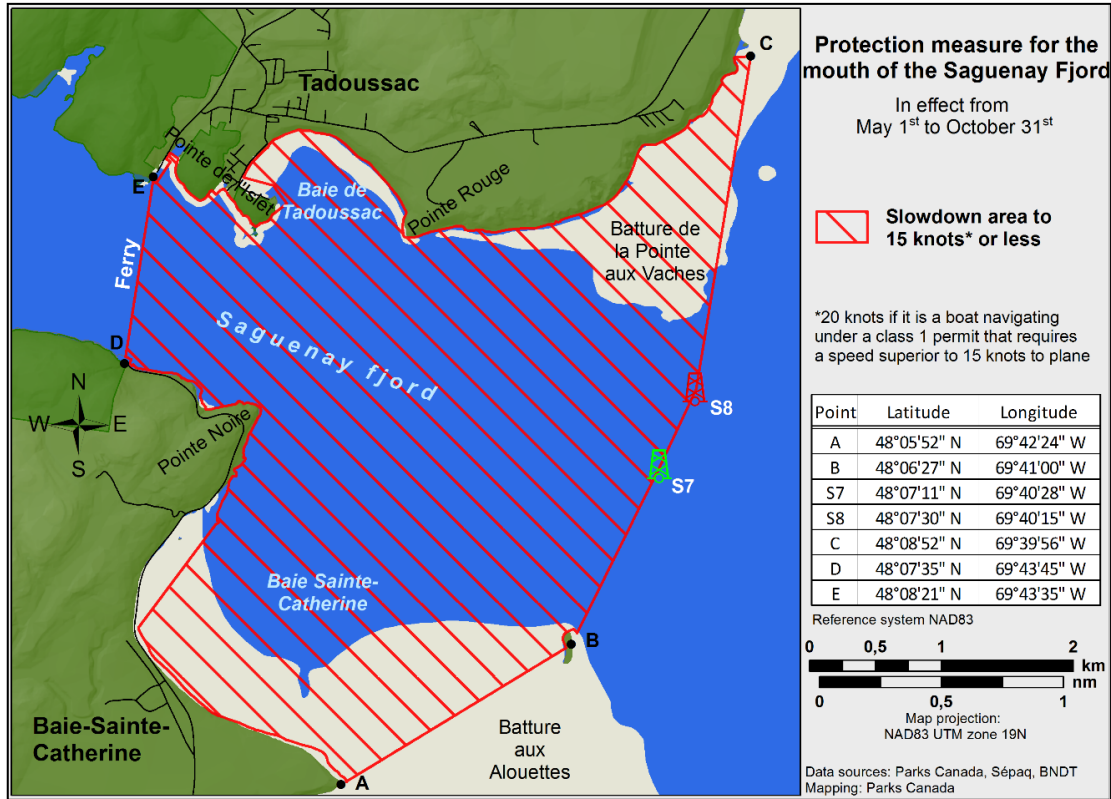 C
Tadoussac
Pointe de l'Islet
E
Baie de
Tadoussac
Pointe Rouge
Batture de
la Pointe
aux Vaches
Ferry
Saguenay fjord
D
N
W E
S
Pointe Noire
S8
S7
Baie Sainte-
Catherine
B
Baie-Sainte-
Catherine
Batture
aux
Alouettes
A
Protection measure for the
mouth of the Saguenay Fjord
In effect from
May 1st to October 31st
Slowdown area to
15 knots* or less
*20 knots if it is a boat navigating
under a class 1 permit that requires
a speed superior to 15 knots to plane
Point Latitude Longitude
A 48°05'52" N 69°42'24" W
B 48°06'27" N 69°41'00" W
S7 48°07'11" N 69°40'28" W
S8 48°07'30" N 69°40'15" W
C 48°08'52" N 69°39'56" W
D 48°07'35" N 69°43'45" W
E 48°08'21" N 69°43'35" W
Reference system NAD83
0 0,5 1 2
km
nm
0 0,5 1
Map projection:
NAD83 UTM zone 19N
Data sources: Parks Canada, Sépaq, BNDT
Mapping: Parks Canada